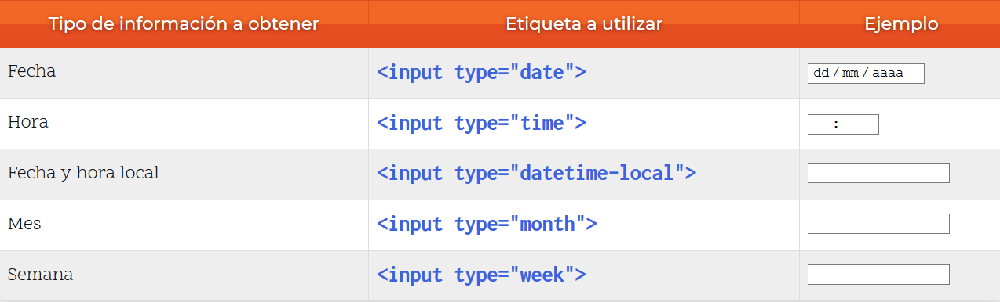 Tipo de información a obtener Etiqueta a utilizar Ejemplo
Fecha <input type="date"> dd / mm / aaaa
Hora <input type="time"> -- : --
Fecha y hora local <input type="datetime-local">
Mes <input type="month">
Semana <input type="week">